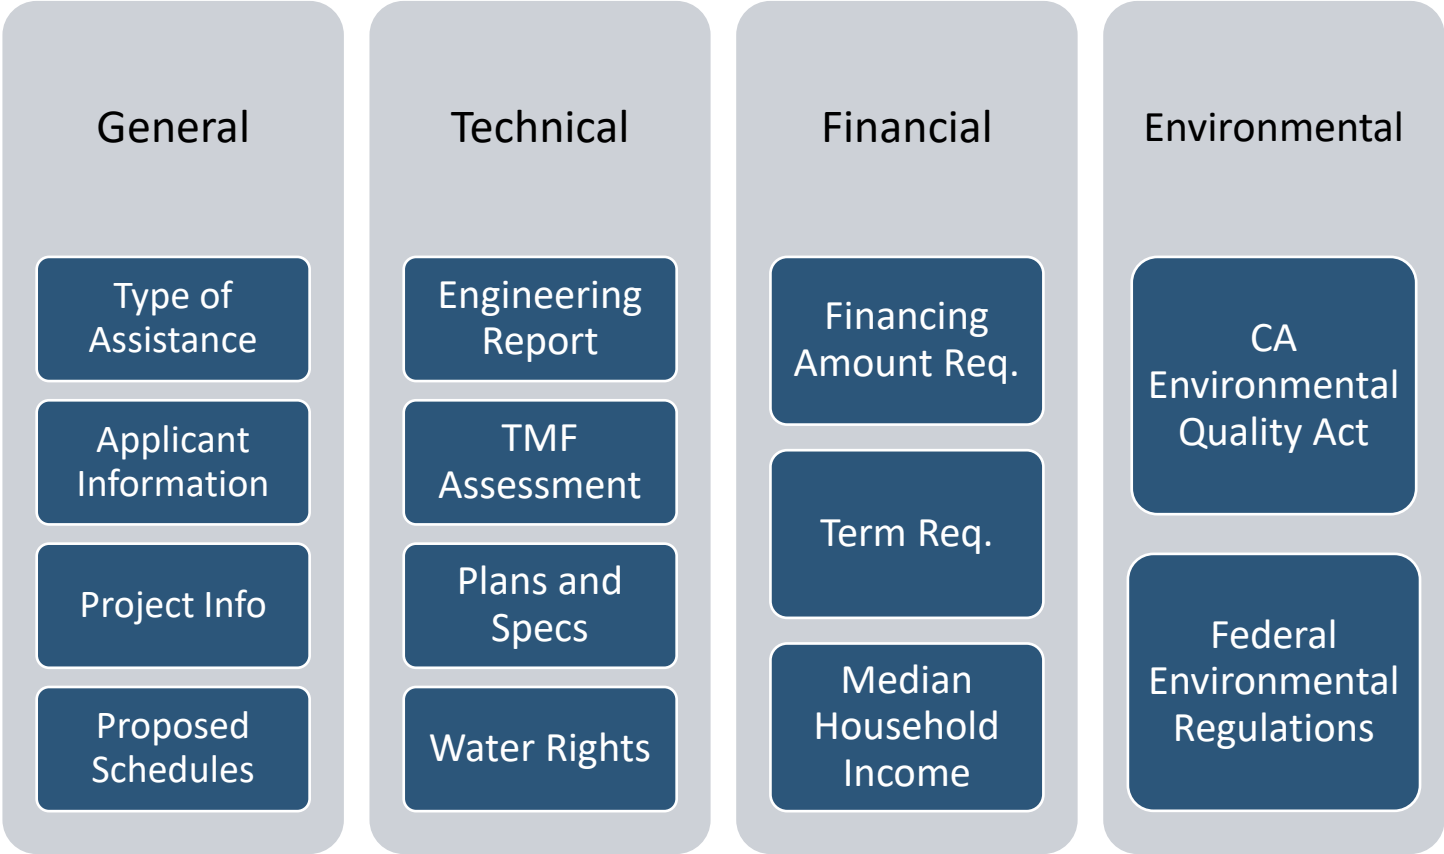 General
Type of
Assistance
Applicant
Information
Project Info
Proposed
Schedules
Technical
Engineering
Report
TMF
Assessment
Plans and
Specs
Water Rights
Financial
Financing
Amount Req.
Term Req.
Median
Household
Income
Environmental
CA
Environmental
Quality Act
Federal
Environmental
Regulations